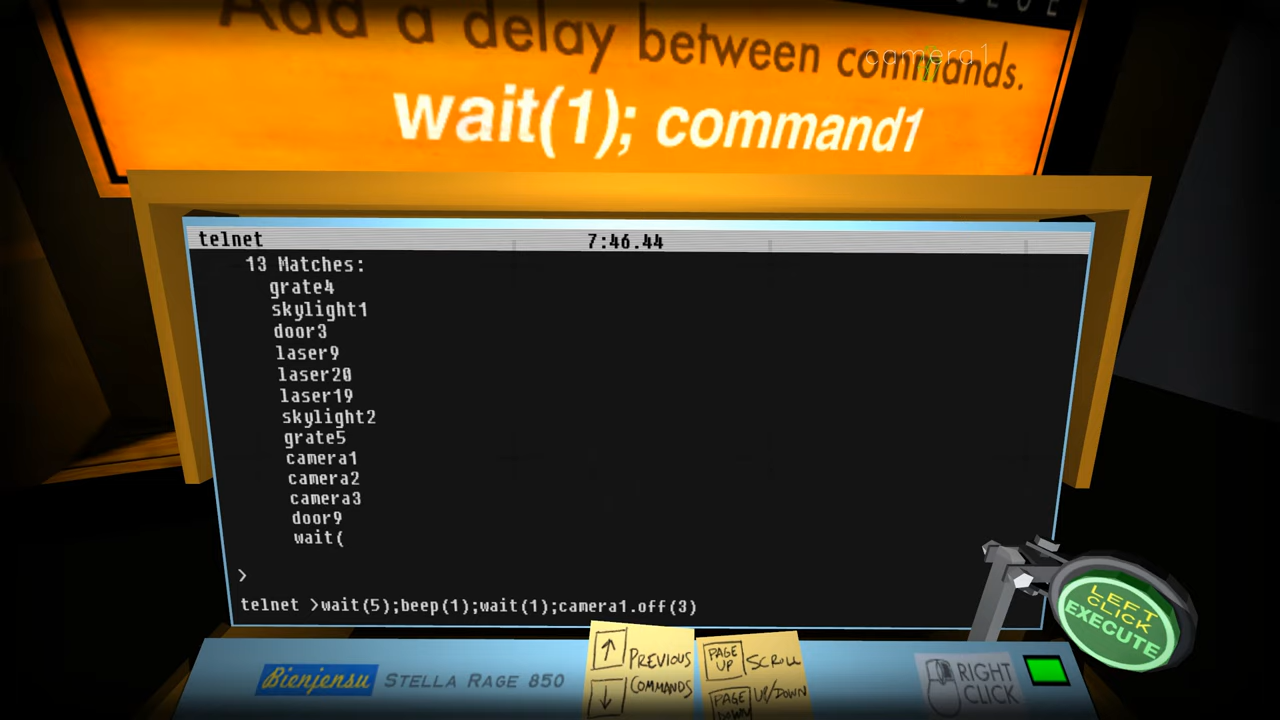 Add a delay between commands.
camera1
wait(1); command1
telnet 7:46.44
13 Matches:
grate4
skylight1
door3
laser9
laser20
laser19
skylight2
grate5
camera1
camera2
camera3
door9
wait(
>
telnet >wait(5);beep(1);wait(1);camera1.off(3)
LEFT
CLICK
EXECUTE
Bienjensu STELLA RAGE 850
↑ PREVIOUS
↓ COMMANDS
PAGE
UP SCROLL
PAGE
DOWN UP/DOWN
RIGHT
CLICK